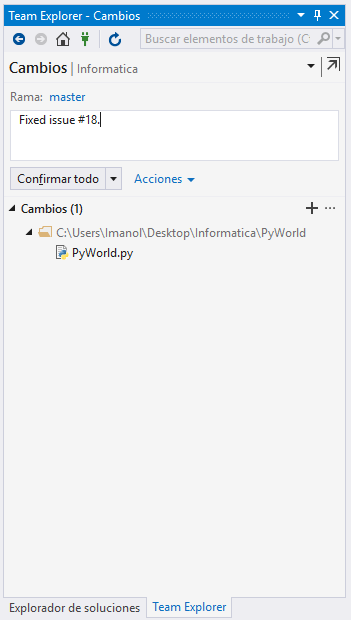 Team Explorer - Cambios
Buscar elementos de trabajo (C
Cambios | Informatica
Rama: master
Fixed issue #18.
Confirmar todo Acciones
Cambios (1)
C:\Users\Imanol\Desktop\Informatica\PyWorld
PyWorld.py
Explorador de soluciones Team Explorer